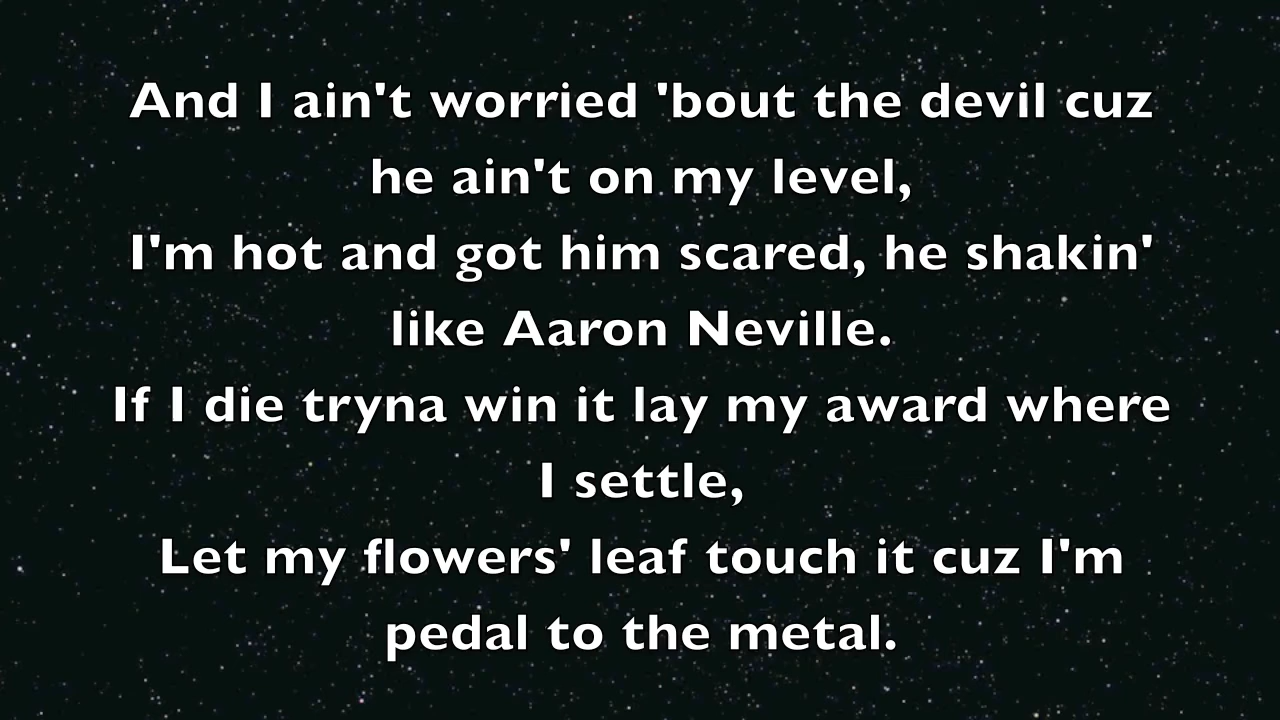 And I ain't worried 'bout the devil cuz
he ain't on my level,
I'm hot and got him scared, he shakin'
like Aaron Neville.
If I die tryna win it lay my award where
I settle,
Let my flowers' leaf touch it cuz I'm
pedal to the metal.